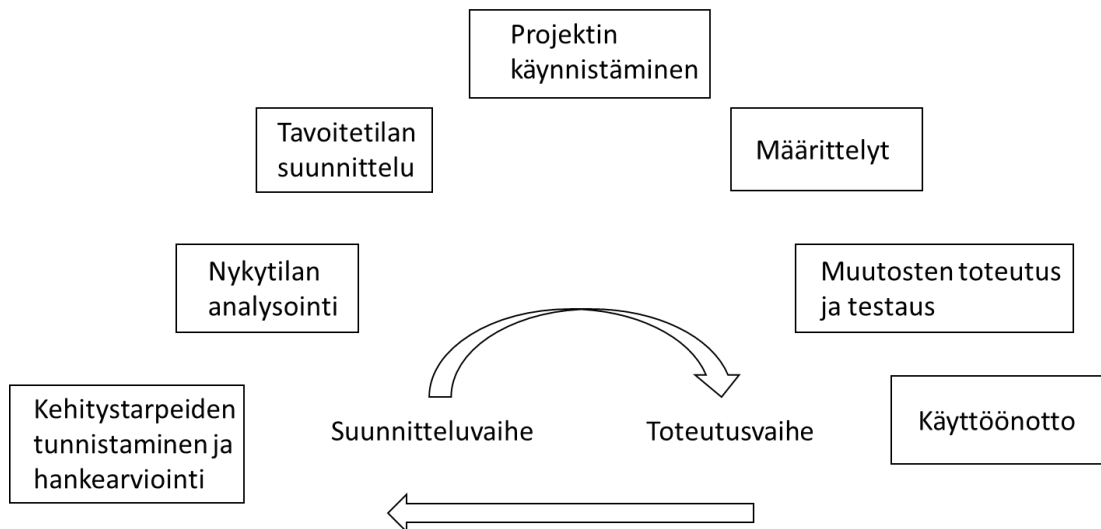 Projektin
käynnistäminen
Tavoitetilan
suunnittelu
Määrittelyt
Nykytilan
analysointi
Muutosten toteutus
ja testaus
Kehitystarpeiden
tunnistaminen ja
hankearviointi
Suunnitteluvaihe
Toteutusvaihe
Käyttöönotto